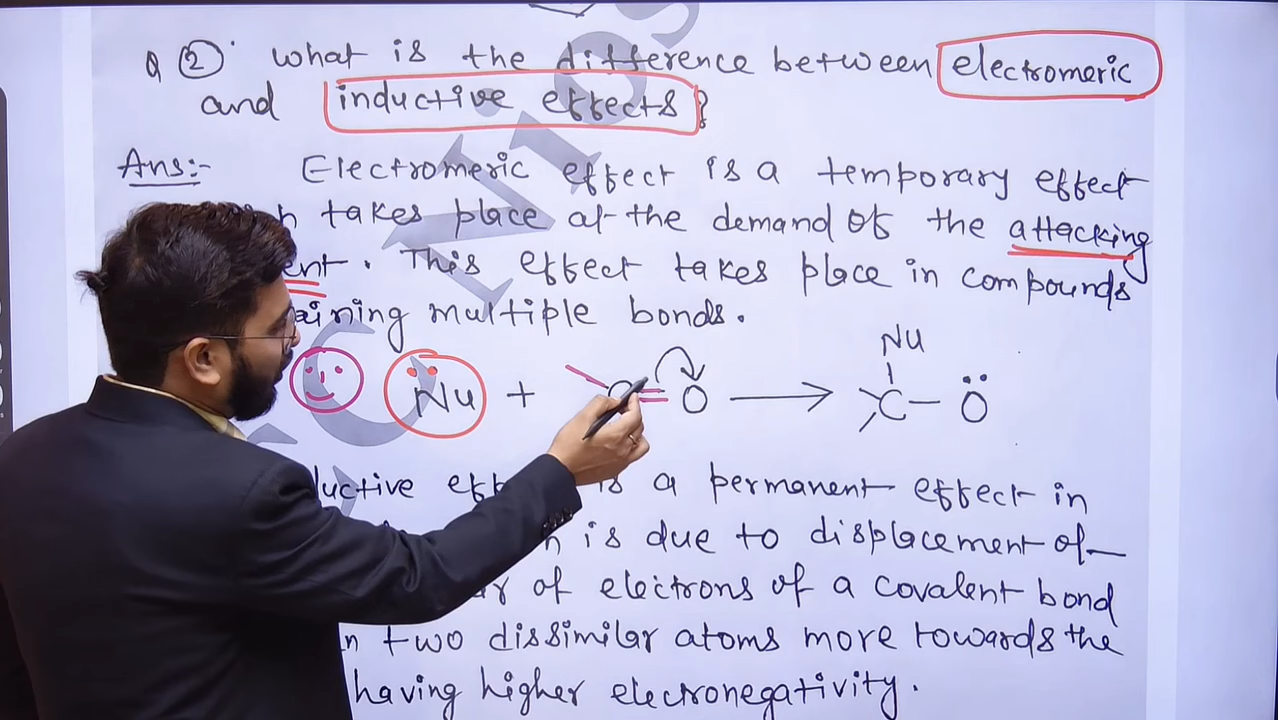 Q ② What is the difference between electromeric
and inductive effects?
Ans:- Electromeric effect is a temporary effect
takes place at the demand of the attacking
. This effect takes place in compounds
multiple bonds.
Nu
Nu + = O → C - O
is a permanent effect in
is due to displacement of
of electrons of a covalent bond
two dissimilar atoms more towards the
having higher electronegativity.